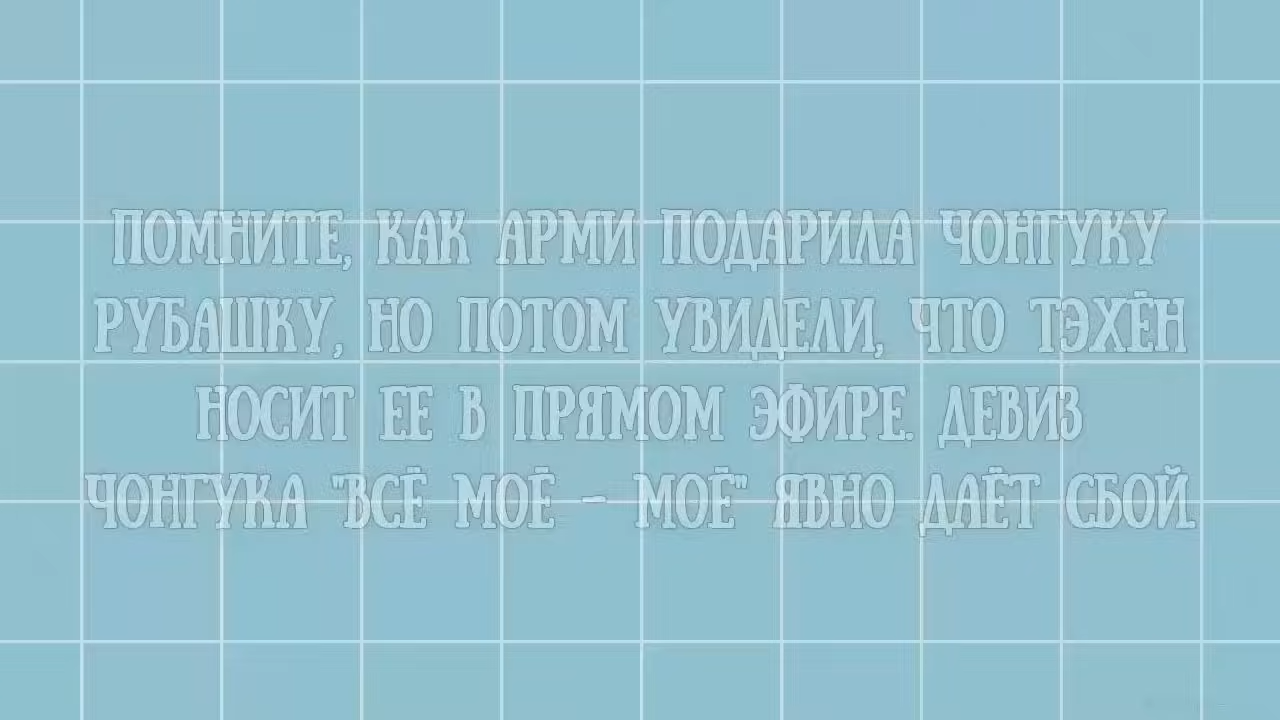 ПОМНИТЕ, КАК АРМИ ПОДАРИЛА ЧОНГУКУ
РУБАШКУ, НО ПОТОМ УВИДЕЛИ, ЧТО ТЭХЁН
НОСИТ ЕЕ В ПРЯМОМ ЭФИРЕ. ДЕВИЗ
ЧОНГУКА "ВСЁ МОЁ - МОЁ" ЯВНО ДАЁТ СБОЙ.